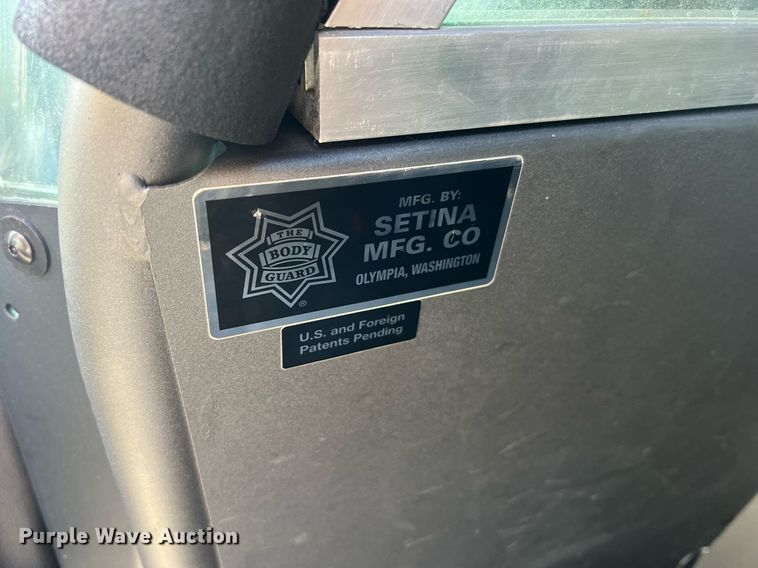 THE
BODY
GUARD
®
MFG. BY:
SETINA
MFG. CO
OLYMPIA, WASHINGTON
U.S. and Foreign
Patents Pending
Purple Wave Auction